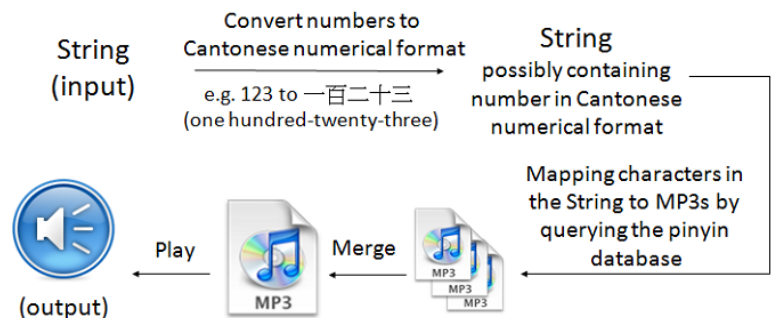 String
(input)
Convert numbers to
Cantonese numerical format
e.g. 123 to 一百二十三
(one hundred-twenty-three)
String
possibly containing
number in Cantonese
numerical format
Mapping characters in
the String to MP3s by
querying the pinyin
database
MP3
MP3
MP3
Merge
MP3
Play
(output)